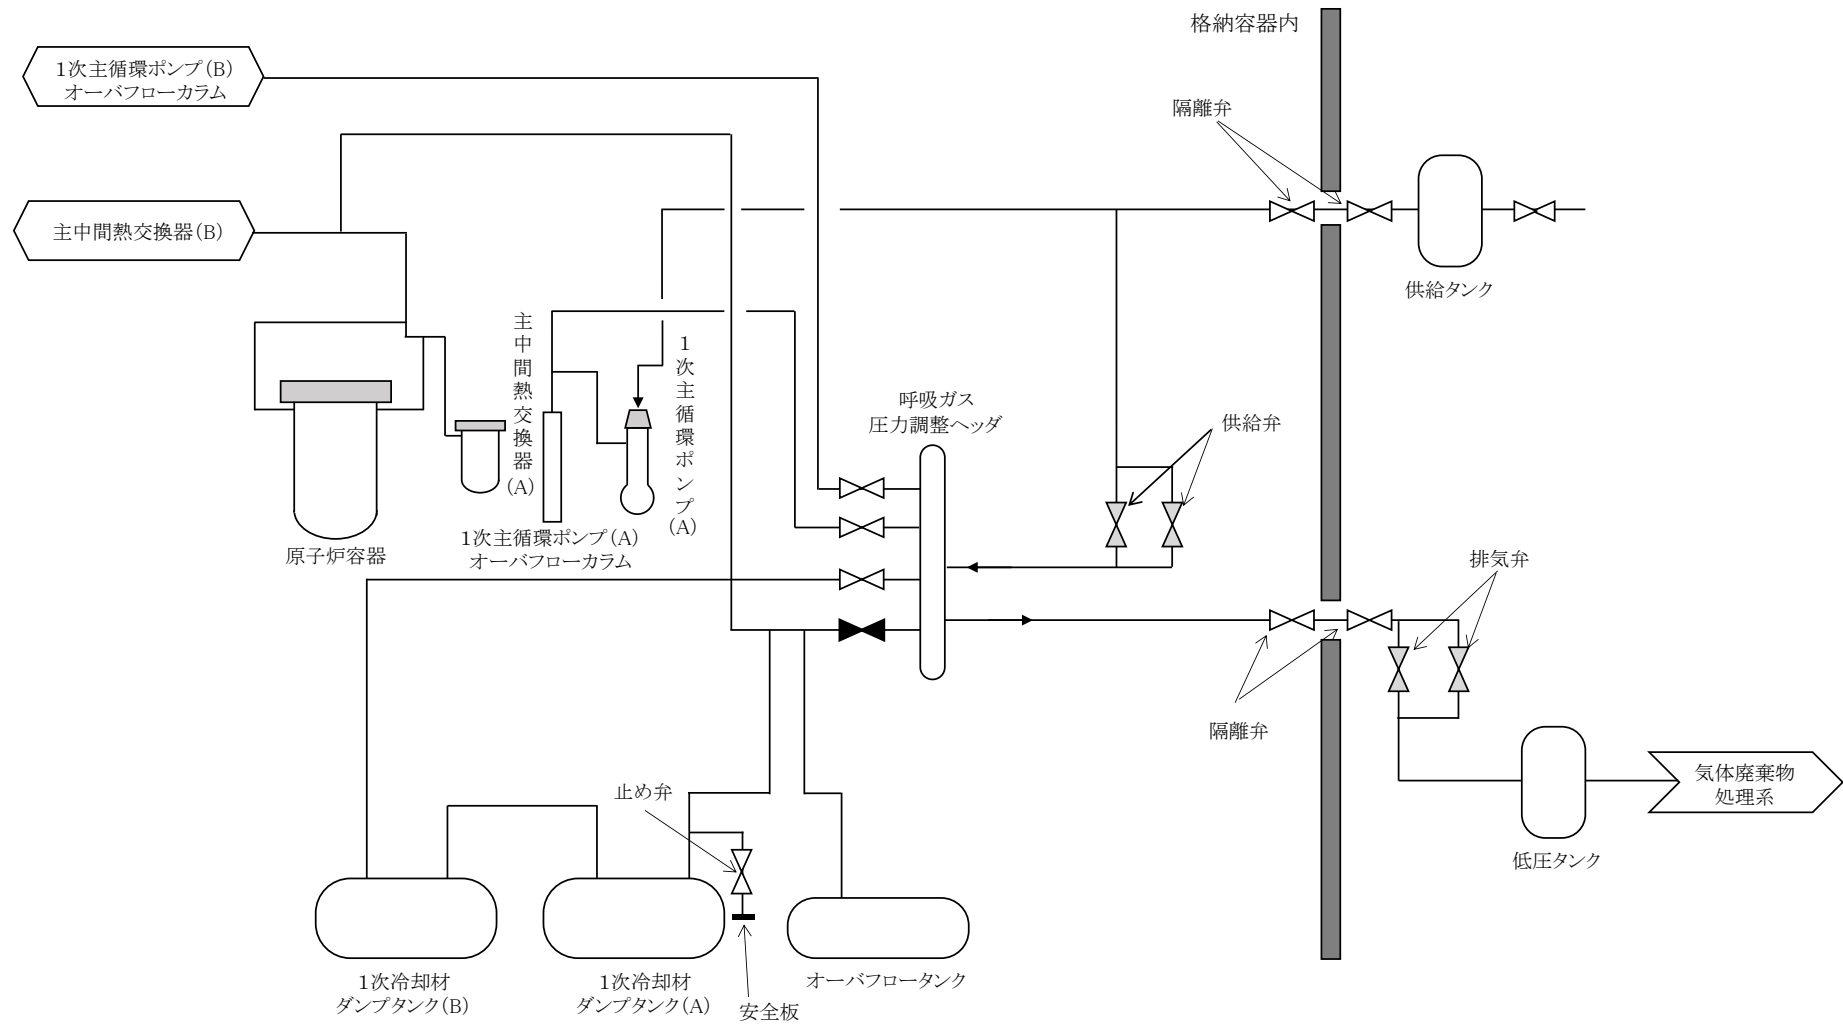 格納容器内
1次主循環ポンプ(B)
オーバフローカラム
隔離弁
主中間熱交換器(B)
供給タンク
主中間熱交換器(A)
1次主循環ポンプ(A)
呼吸ガス
圧力調整ヘッダ
供給弁
1次主循環ポンプ(A)
オーバフローカラム
原子炉容器
排気弁
隔離弁
止め弁
気体廃棄物
処理系
低圧タンク
1次冷却材
ダンプタンク(B)
1次冷却材
ダンプタンク(A)
オーバフロータンク
安全板